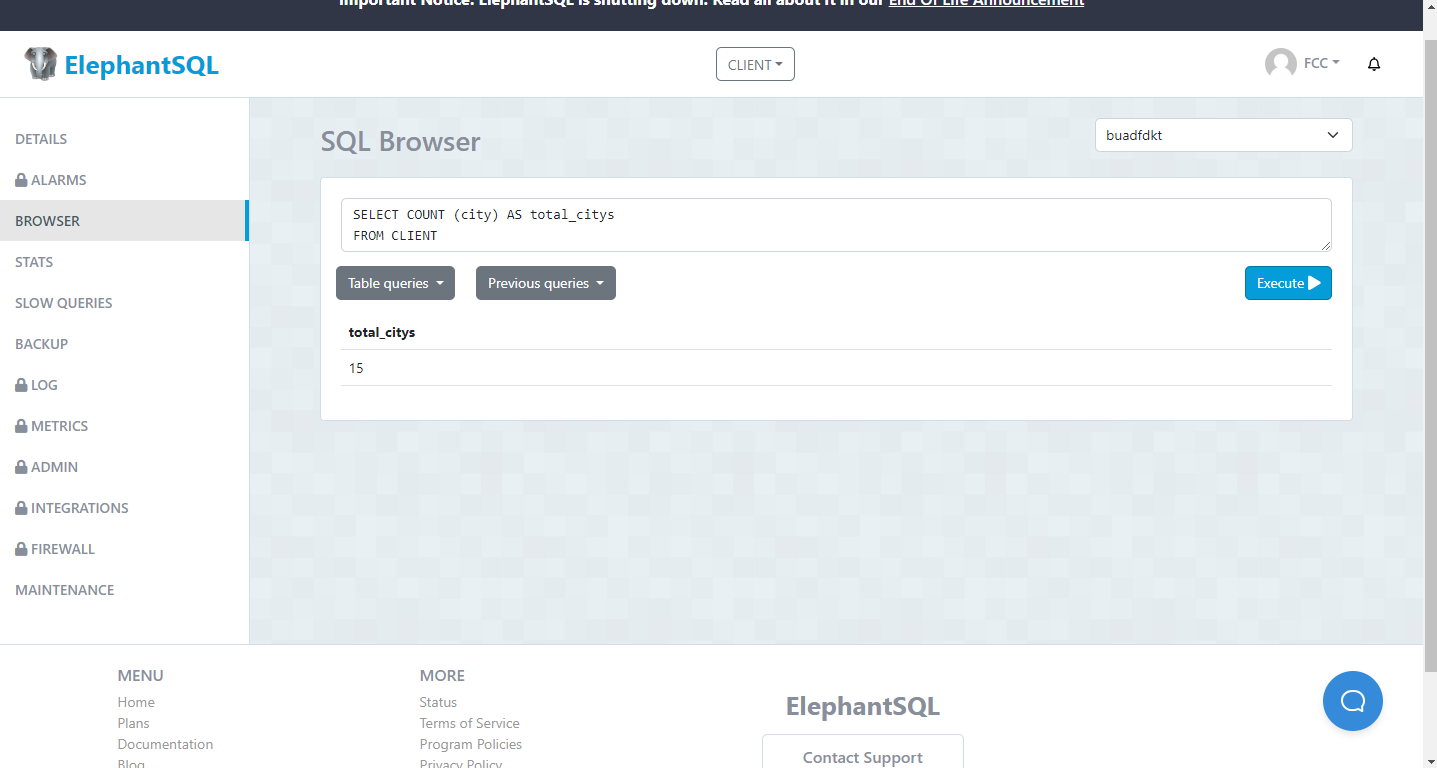 Important Notice: ElephantSQL is shutting down. Read all about it in our End Of Life Announcement
ElephantSQL
CLIENT
FCC
DETAILS
ALARMS
BROWSER
STATS
SLOW QUERIES
BACKUP
LOG
METRICS
ADMIN
INTEGRATIONS
FIREWALL
MAINTENANCE
SQL Browser
buadfdkt
SELECT COUNT (city) AS total_citys
FROM CLIENT
Table queries
Previous queries
Execute
total_citys
15
MENU
Home
Plans
Documentation
Blog
MORE
Status
Terms of Service
Program Policies
Privacy Policy
ElephantSQL
Contact Support